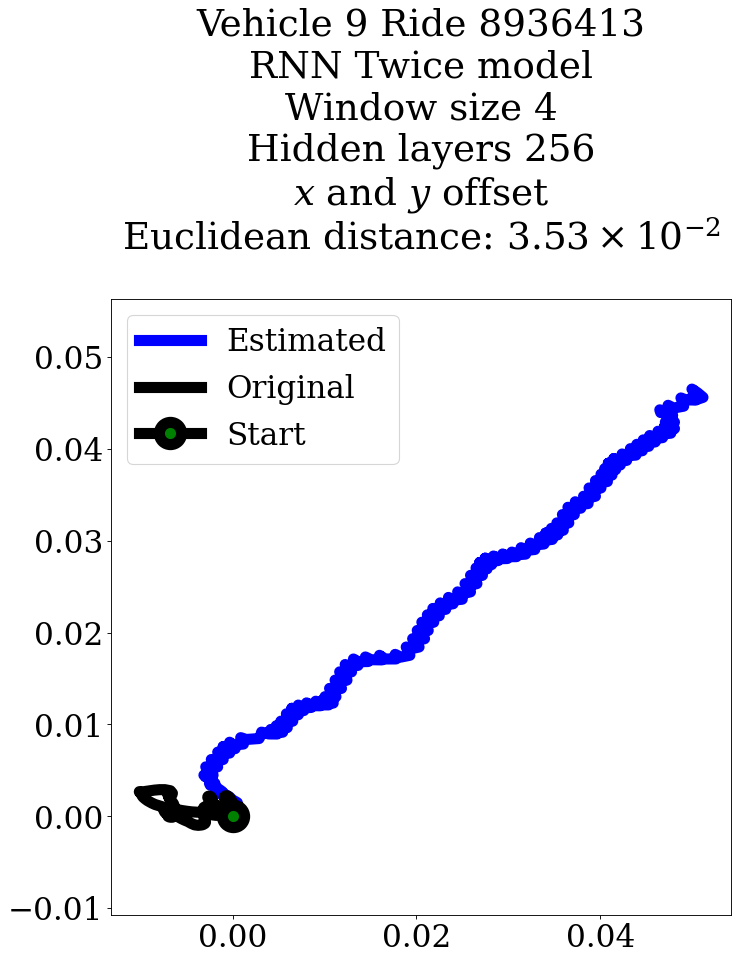 Vehicle 9 Ride 8936413
RNN Twice model
Window size 4
Hidden layers 256
x and y offset
Euclidean distance: 3.53 × 10⁻²
Estimated
Original
Start
0.05
0.04
0.03
0.02
0.01
0.00
−0.01
0.00 0.02 0.04